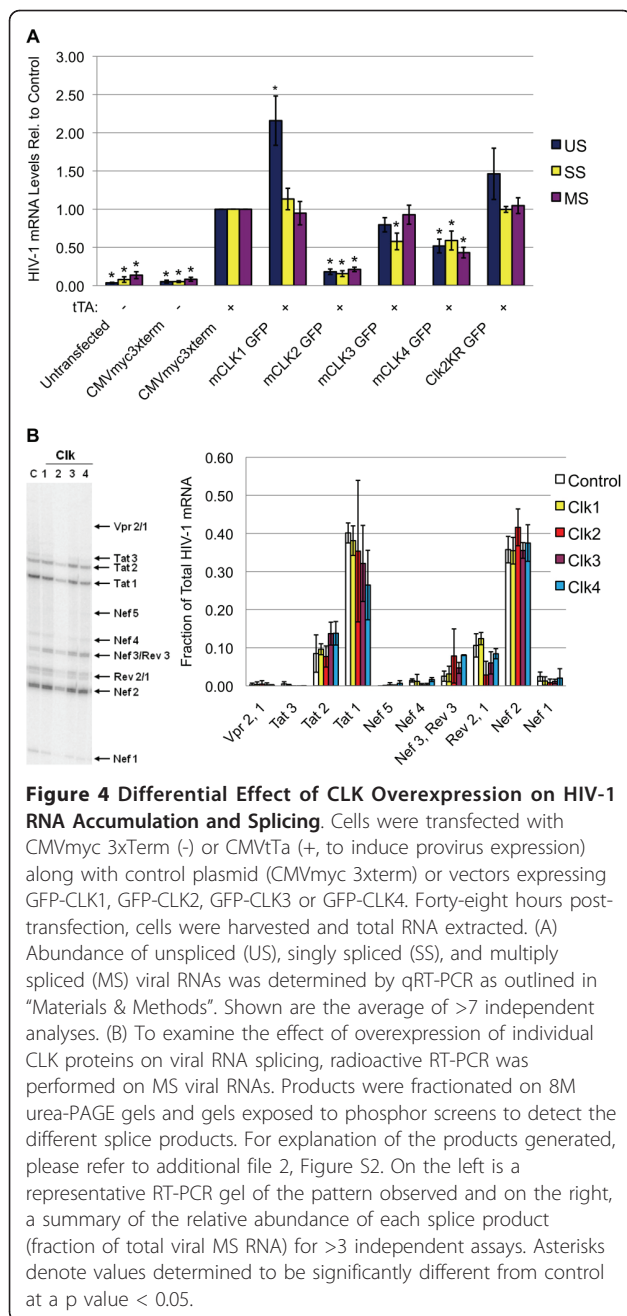 A
HIV-1 mRNA Levels Rel. to Control
3.00
2.50
2.00
1.50
1.00
0.50
0.00
* * * * * * * * * * * * * *
US
SS
MS
tTA: - - + + + + + +
Untransfected
CMVmyc3xterm
CMVmyc3xterm
mCLK1 GFP
mCLK2 GFP
mCLK3 GFP
mCLK4 GFP
Clk2KR GFP
B
Clk
C 1 2 3 4
Vpr 2/1
Tat 3
Tat 2
Tat 1
Nef 5
Nef 4
Nef 3/Rev 3
Rev 2/1
Nef 2
Nef 1
Fraction of Total HIV-1 mRNA
0.60
0.50
0.40
0.30
0.20
0.10
0.00
Control
Clk1
Clk2
Clk3
Clk4
Vpr 2, 1
Tat 3
Tat 2
Tat 1
Nef 5
Nef 4
Nef 3, Rev 3
Rev 2, 1
Nef 2
Nef 1
Figure 4 Differential Effect of CLK Overexpression on HIV-1
RNA Accumulation and Splicing. Cells were transfected with
CMVmyc 3xTerm (-) or CMVtTa (+, to induce provirus expression)
along with control plasmid (CMVmyc 3xterm) or vectors expressing
GFP-CLK1, GFP-CLK2, GFP-CLK3 or GFP-CLK4. Forty-eight hours post-
transfection, cells were harvested and total RNA extracted. (A)
Abundance of unspliced (US), singly spliced (SS), and multiply
spliced (MS) viral RNAs was determined by qRT-PCR as outlined in
“Materials & Methods”. Shown are the average of >7 independent
analyses. (B) To examine the effect of overexpression of individual
CLK proteins on viral RNA splicing, radioactive RT-PCR was
performed on MS viral RNAs. Products were fractionated on 8M
urea-PAGE gels and gels exposed to phosphor screens to detect the
different splice products. For explanation of the products generated,
please refer to additional file 2, Figure S2. On the left is a
representative RT-PCR gel of the pattern observed and on the right,
a summary of the relative abundance of each splice product
(fraction of total viral MS RNA) for >3 independent assays. Asterisks
denote values determined to be significantly different from control
at a p value < 0.05.